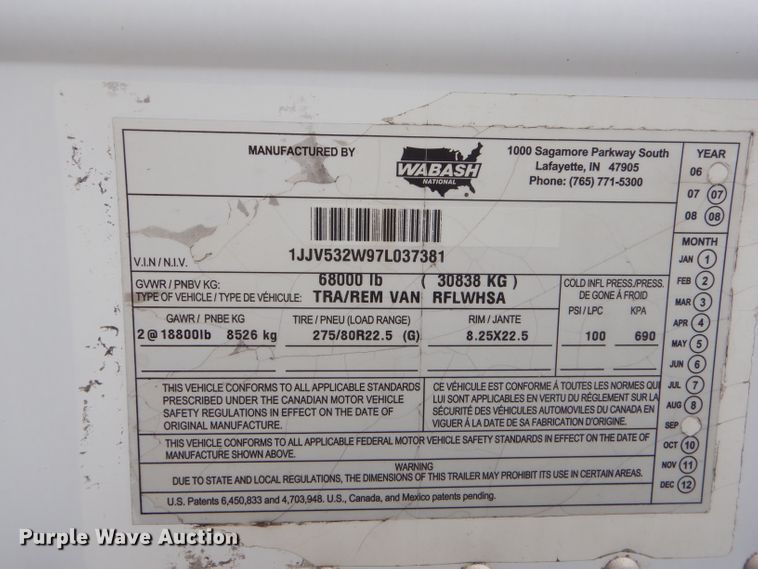 MANUFACTURED BY
WABASH
NATIONAL
1000 Sagamore Parkway South
Lafayette, IN 47905
Phone: (765) 771-5300
V.I.N / N.I.V.
1JJV532W97L037381
GVWR / PNBV KG: 68000 lb ( 30838 KG )
TYPE OF VEHICLE / TYPE DE VÉHICULE: TRA/REM VAN RFLWHSA
COLD INFL PRESS./PRESS.
DE GONE À FROID
GAWR / PNBE KG TIRE / PNEU (LOAD RANGE) RIM / JANTE PSI / LPC KPA
2 @ 18800lb 8526 kg 275/80R22.5 (G) 8.25X22.5 100 690
THIS VEHICLE CONFORMS TO ALL APPLICABLE STANDARDS
PRESCRIBED UNDER THE CANADIAN MOTOR VEHICLE
SAFETY REGULATIONS IN EFFECT ON THE DATE OF
ORIGINAL MANUFACTURE.
CE VÉHICULE EST CONFORME À TOUTES LES NORMES QUI
LUI SONT APPLICABLES EN VERTU DU RÉGLEMENT SUR LA
SÉCURITÉ DES VÉHICULES AUTOMOVILES DU CANADA EN
VIGUER À LA DATE DE SA FABRICATION D'ORIGINE.
THIS VEHICLE CONFORMS TO ALL APPLICABLE FEDERAL MOTOR VEHICLE SAFETY STANDARDS IN EFFECT ON THE DATE OF
MANUFACTURE SHOWN ABOVE.
WARNING
DUE TO STATE AND LOCAL REGULATIONS, THE DIMENSIONS OF THIS TRAILER MAY PROHIBIT ITS USE IN CERTAIN AREAS.
U.S. Patents 6,450,833 and 4,703,948. U.S., Canada, and Mexico patents pending.
YEAR
06
07 07
08 08
MONTH
JAN 1
FEB 2
MAR 3
APR 4
MAY 5
JUN 6
JUL 7
AUG 8
SEP
OCT 10
NOV 11
DEC 12
Purple Wave Auction